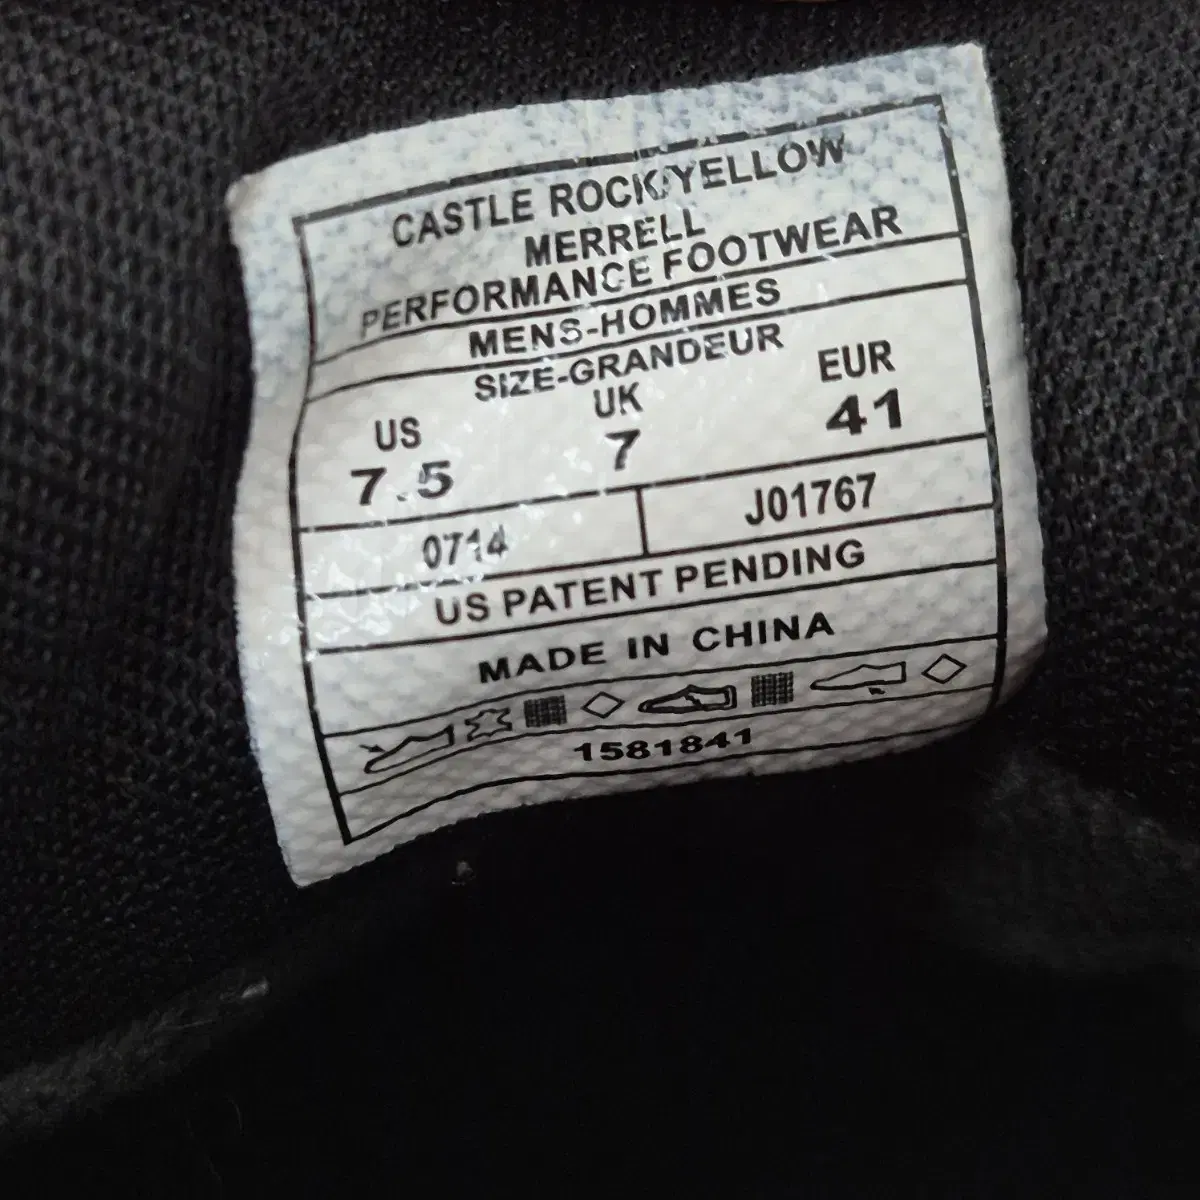 CASTLE ROCK/YELLOW
MERRELL
PERFORMANCE FOOTWEAR
MENS-HOMMES
SIZE-GRANDEUR
US UK EUR
7.5 7 41
0714 J01767
US PATENT PENDING
MADE IN CHINA
1581841